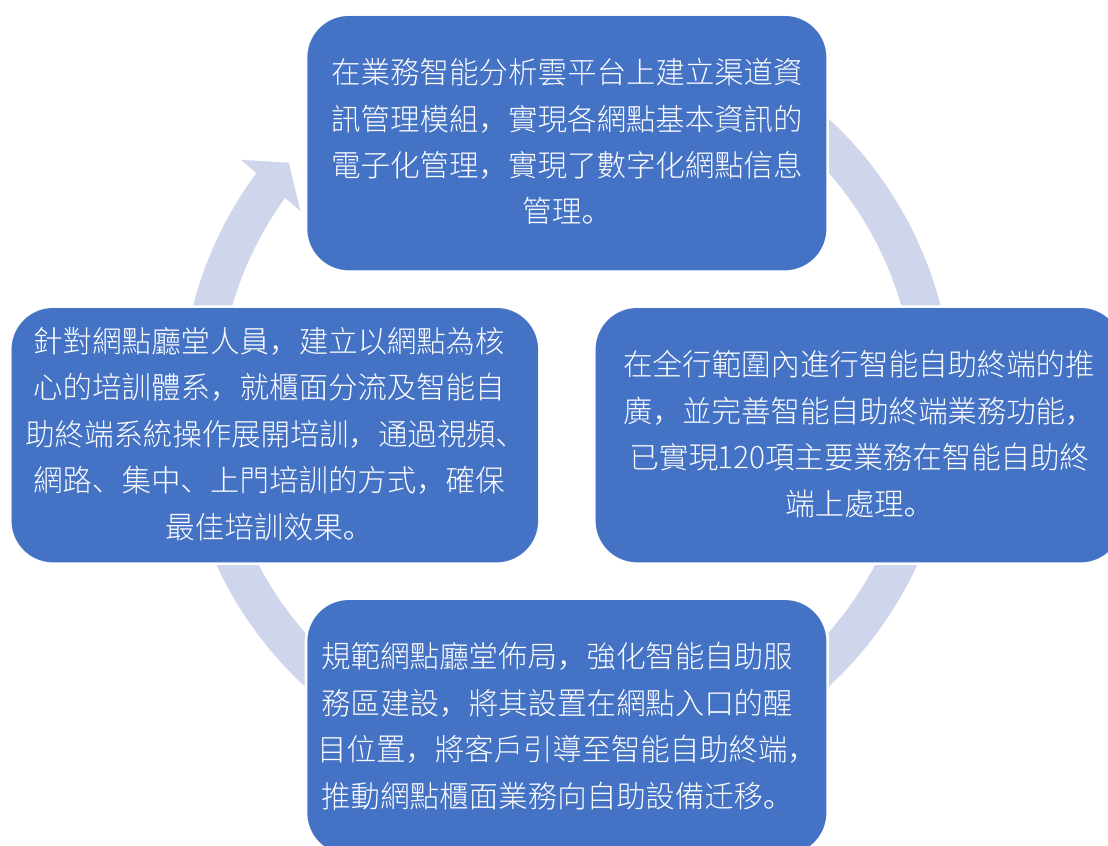 在業務智能分析雲平台上建立渠道資
訊管理模組，實現各網點基本資訊的
電子化管理，實現了數字化網點信息
管理。
在全行範圍內進行智能自助終端的推
廣，並完善智能自助終端業務功能，
已實現120項主要業務在智能自助終
端上處理。
規範網點廳堂佈局，強化智能自助服
務區建設，將其設置在網點入口的醒
目位置，將客戶引導至智能自助終端，
推動網點櫃面業務向自助設備迁移。
針對網點廳堂人員，建立以網點為核
心的培訓體系，就櫃面分流及智能自
助終端系統操作展開培訓，通過視頻、
網路、集中、上門培訓的方式，確保
最佳培訓效果。